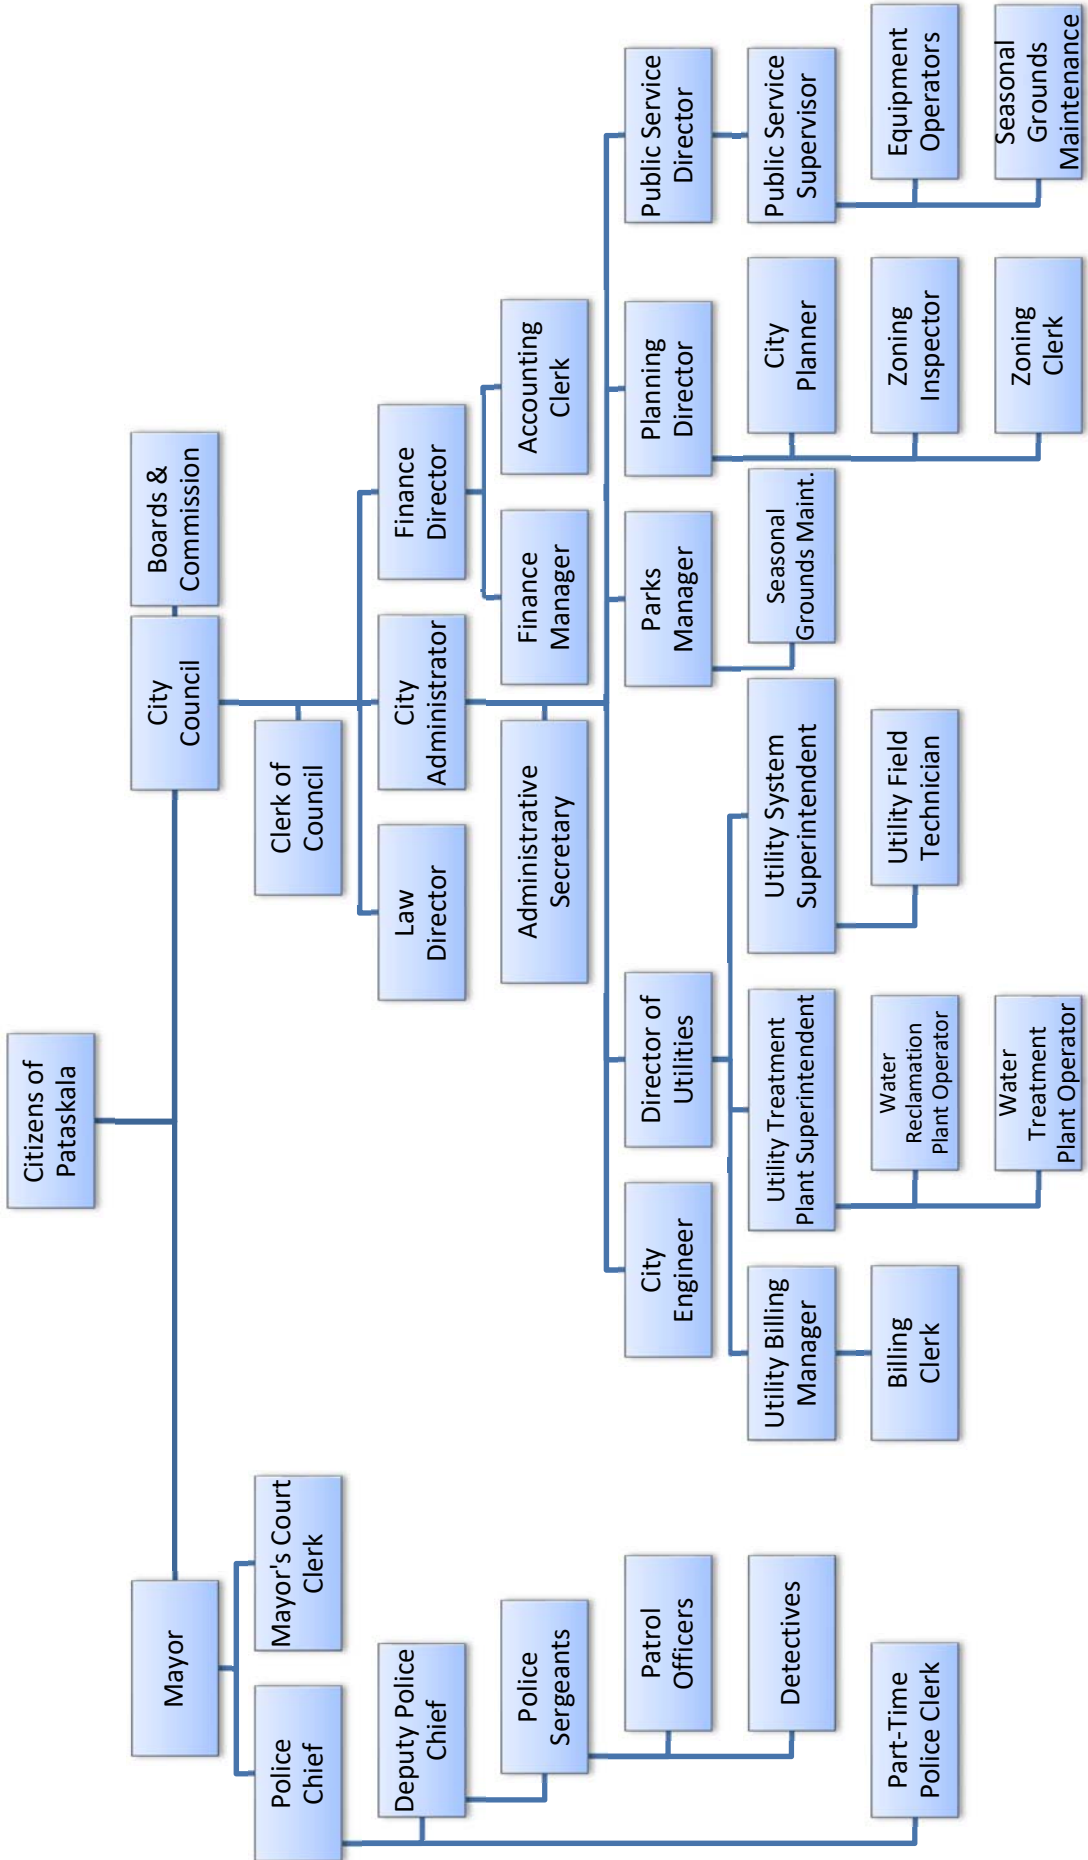 Citizens of
Pataskala
Mayor
City
Council
Boards &
Commission
Police
Chief
Mayor's Court
Clerk
Clerk of
Council
Deputy Police
Chief
Law
Director
City
Administrator
Finance
Director
Police
Sergeants
Administrative
Secretary
Finance
Manager
Accounting
Clerk
Patrol
Officers
City
Engineer
Director of
Utilities
Parks
Manager
Planning
Director
Public Service
Director
Detectives
Utility Billing
Manager
Utility Treatment
Plant Superintendent
Utility System
Superintendent
Seasonal
Grounds Maint.
City
Planner
Public Service
Supervisor
Part-Time
Police Clerk
Billing
Clerk
Water
Reclamation
Plant Operator
Utility Field
Technician
Zoning
Inspector
Equipment
Operators
Water
Treatment
Plant Operator
Zoning
Clerk
Seasonal
Grounds
Maintenance